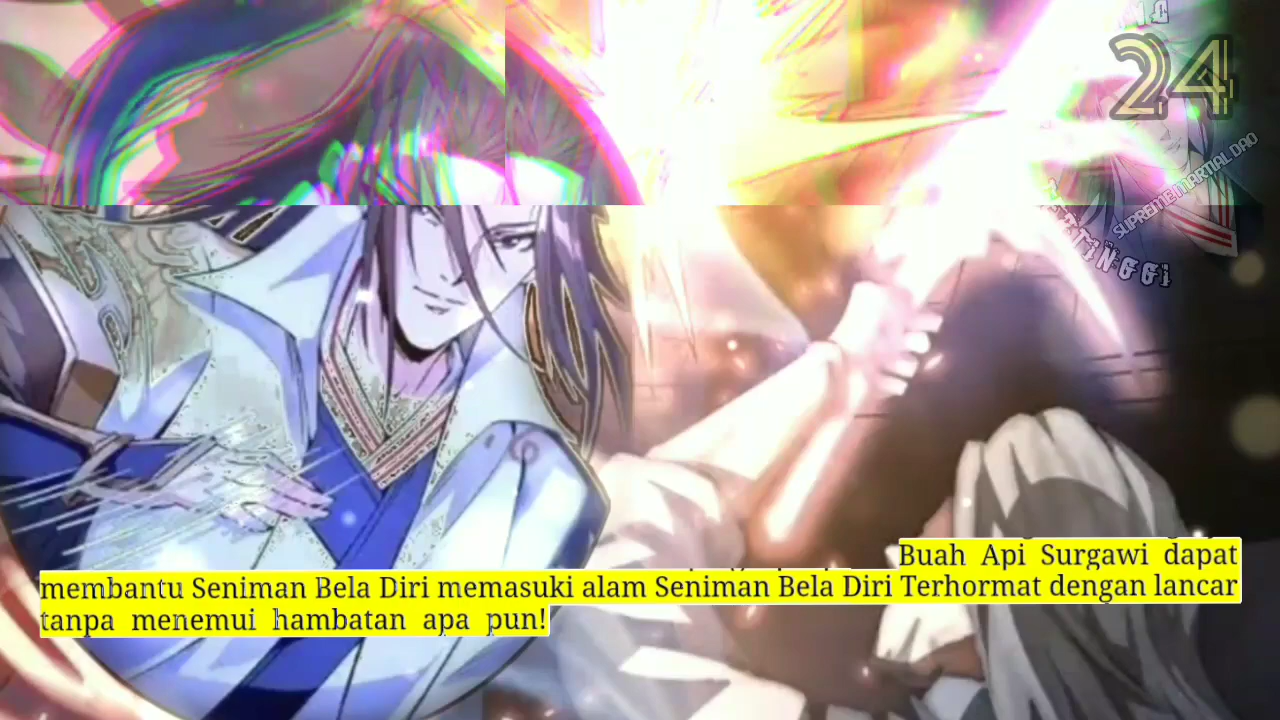 24
SUPREME MARTIAL DAO
RTINGGI
Buah Api Surgawi dapat
membantu Seniman Bela Diri memasuki alam Seniman Bela Diri Terhormat dengan lancar
tanpa menemui hambatan apa pun!